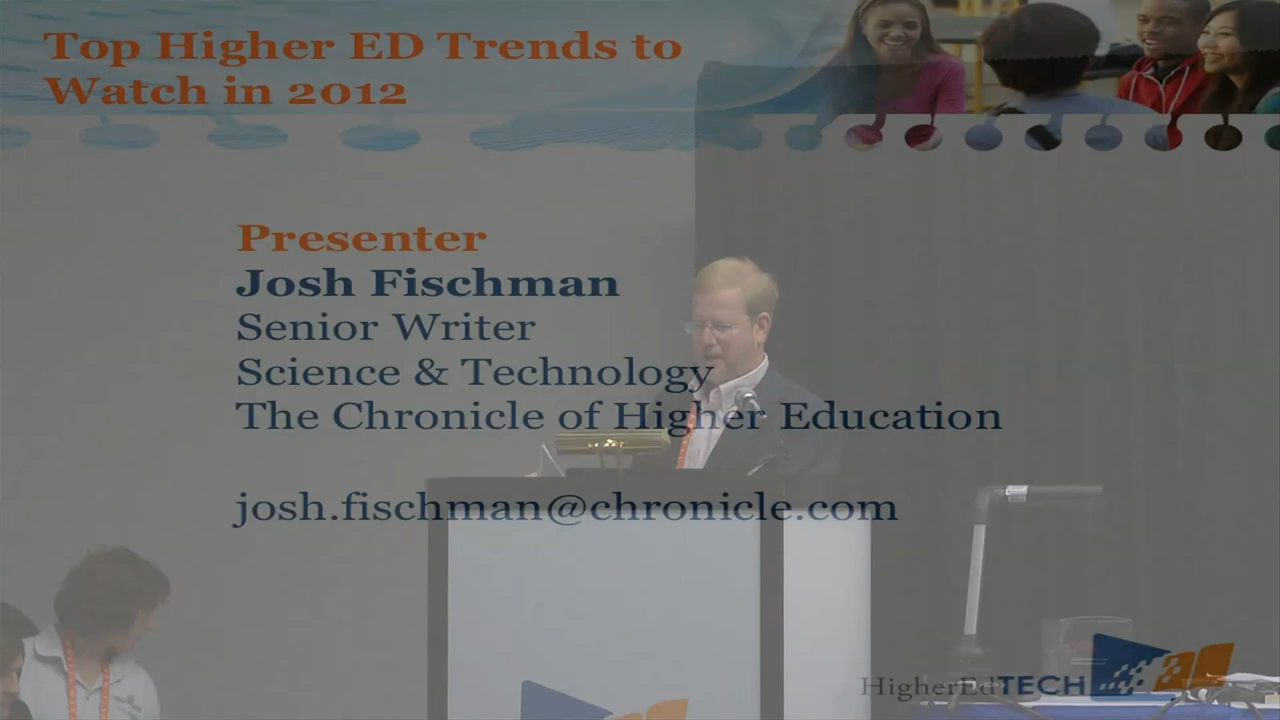 Top Higher ED Trends to
Watch in 2012
Presenter
Josh Fischman
Senior Writer
Science & Technology
The Chronicle of Higher Education
josh.fischman@chronicle.com
HigherEdTECH